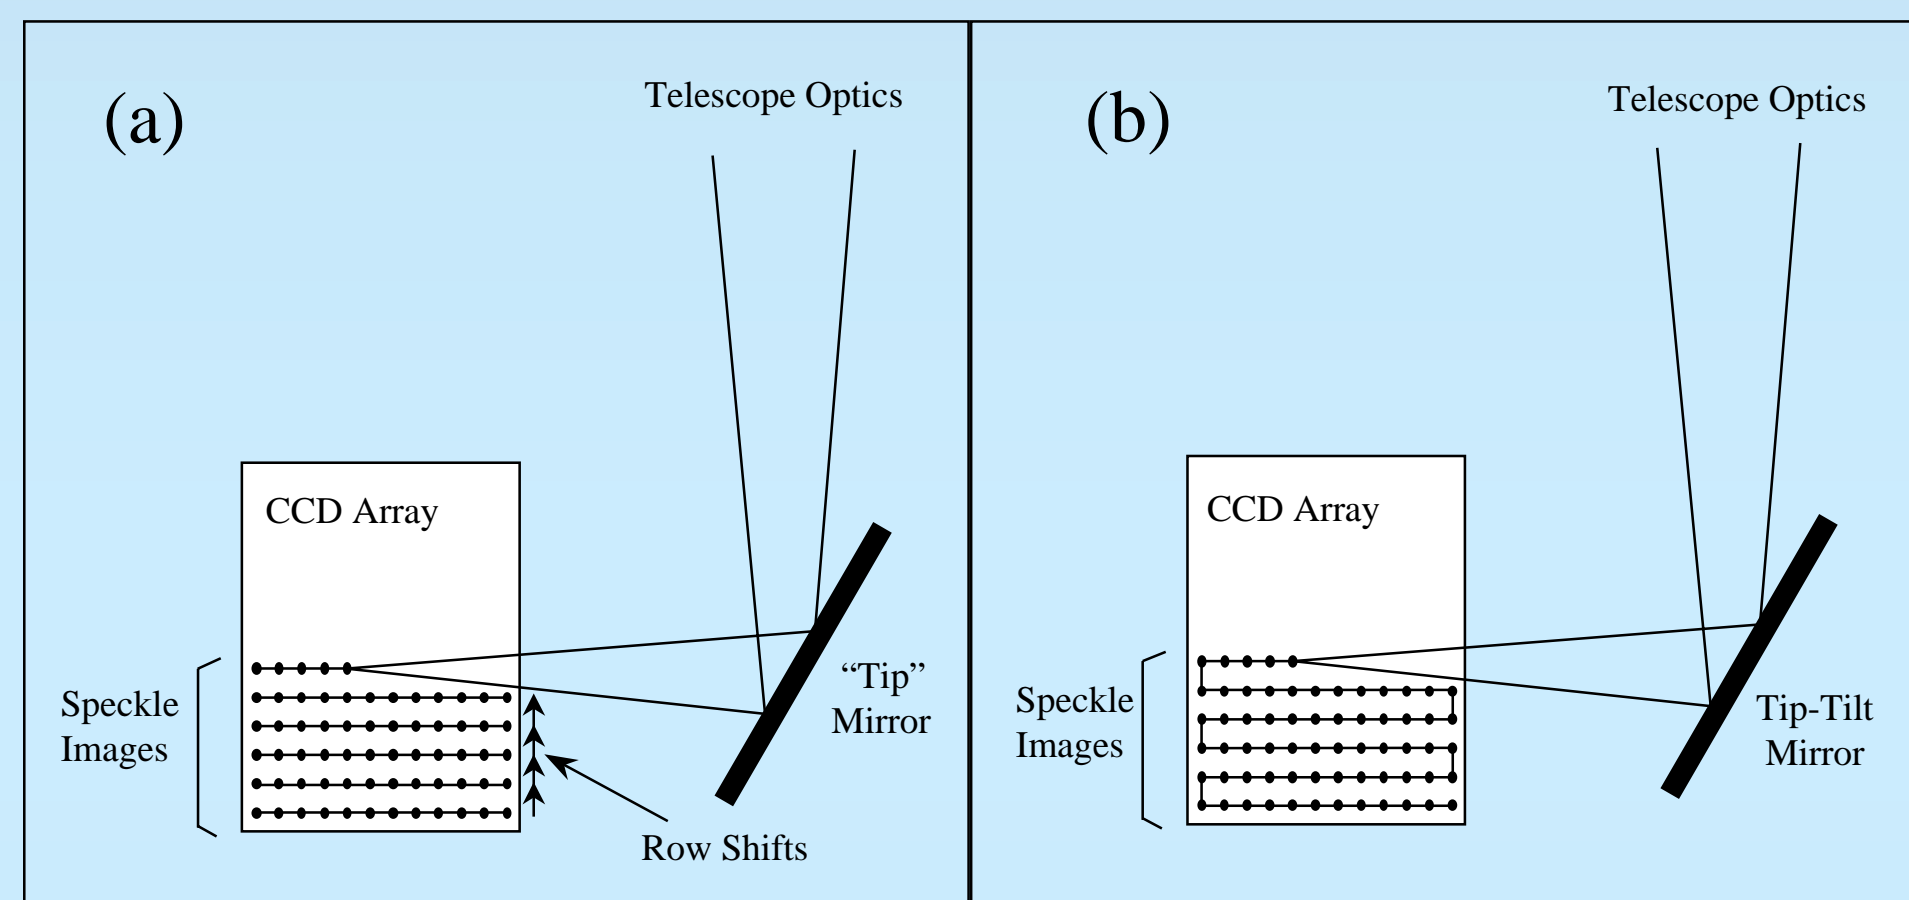 (a)
Telescope Optics
CCD Array
Speckle
Images
“Tip”
Mirror
Row Shifts
(b)
Telescope Optics
CCD Array
Speckle
Images
Tip-Tilt
Mirror